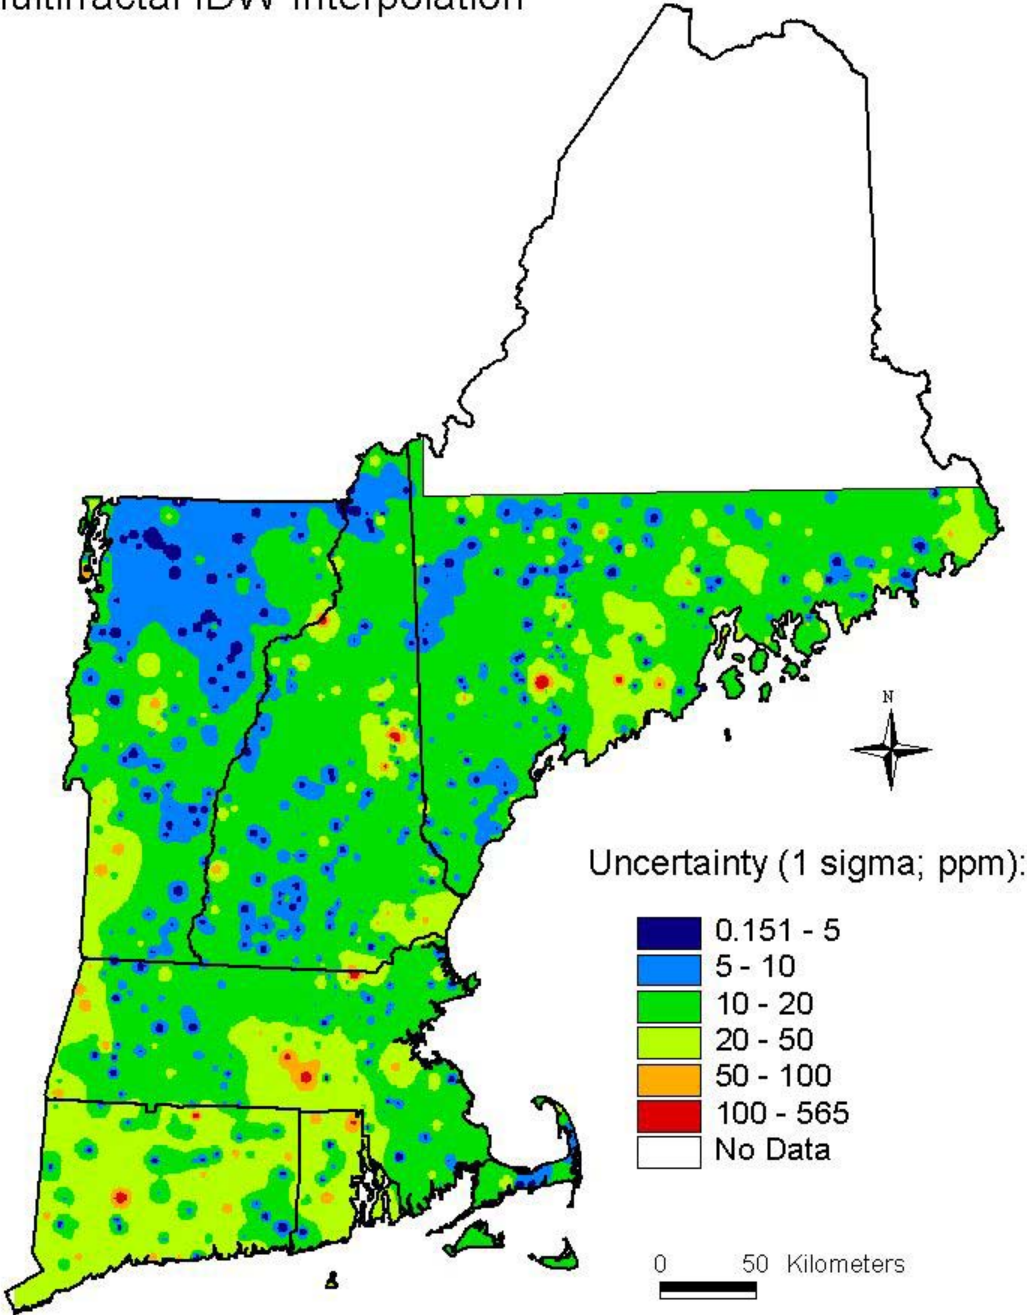 IDW Interpolation
N
Uncertainty (1 sigma; ppm):
0.151 - 5
5 - 10
10 - 20
20 - 50
50 - 100
100 - 565
No Data
0 50 Kilometers